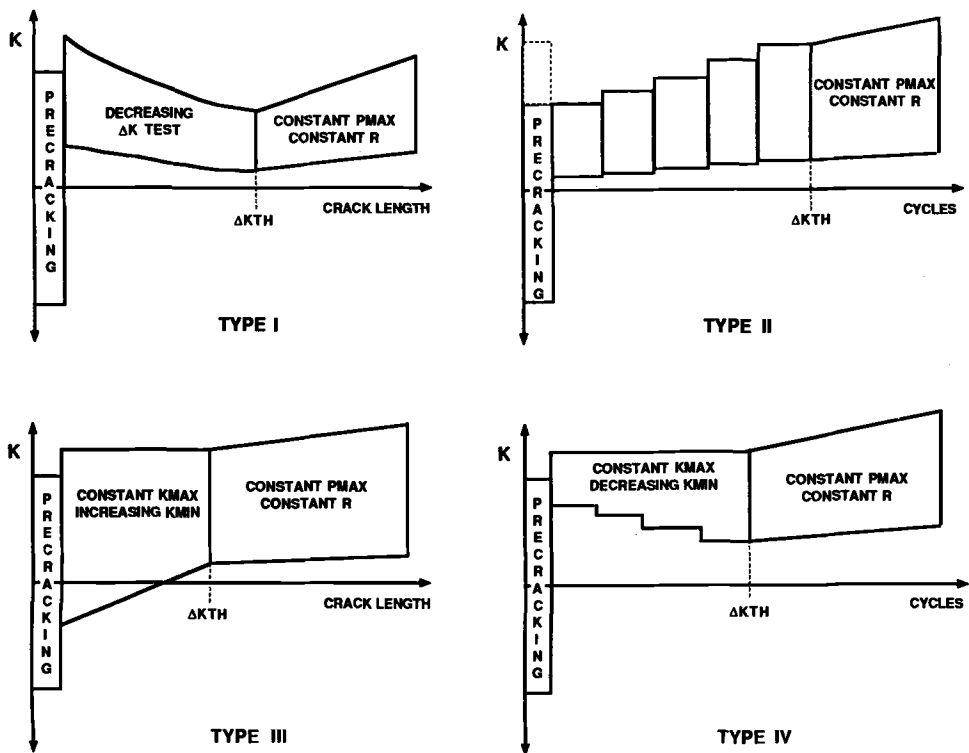 K
PRECRACKING
DECREASING
ΔK TEST
CONSTANT PMAX
CONSTANT R
ΔKTH
CRACK LENGTH
TYPE I
K
PRECRACKING
CONSTANT PMAX
CONSTANT R
ΔKTH
CYCLES
TYPE II
K
PRECRACKING
CONSTANT KMAX
INCREASING KMIN
CONSTANT PMAX
CONSTANT R
ΔKTH
CRACK LENGTH
TYPE III
K
PRECRACKING
CONSTANT KMAX
DECREASING KMIN
CONSTANT PMAX
CONSTANT R
ΔKTH
CYCLES
TYPE IV